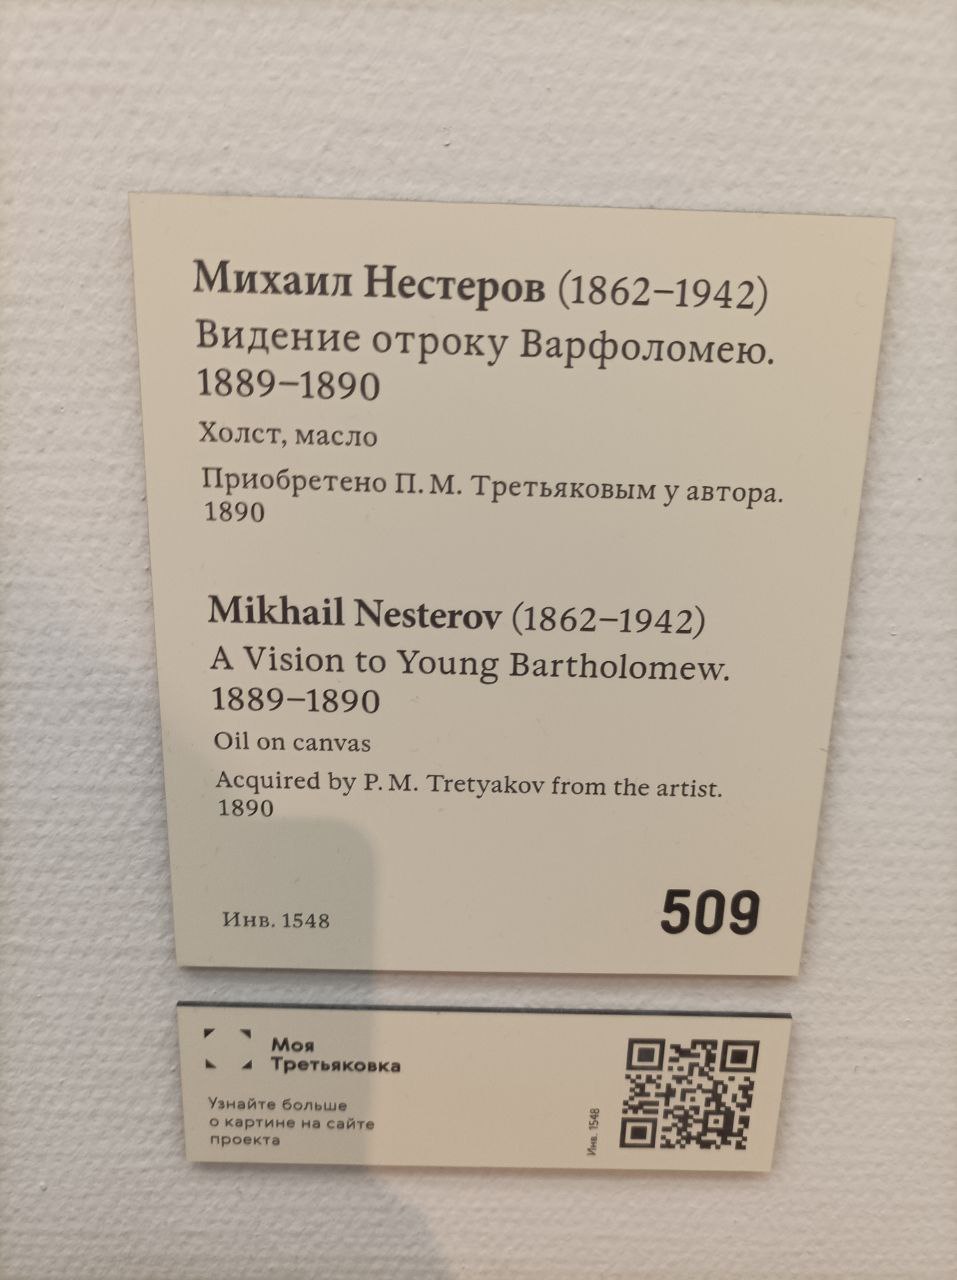 Михаил Нестеров (1862–1942)
Видение отроку Варфоломею.
1889–1890
Холст, масло
Приобретено П. М. Третьяковым у автора.
1890
Mikhail Nesterov (1862–1942)
A Vision to Young Bartholomew.
1889–1890
Oil on canvas
Acquired by P. M. Tretyakov from the artist.
1890
Инв. 1548
509
Моя
Третьяковка
Узнайте больше
о картине на сайте
проекта
Инв. 1548